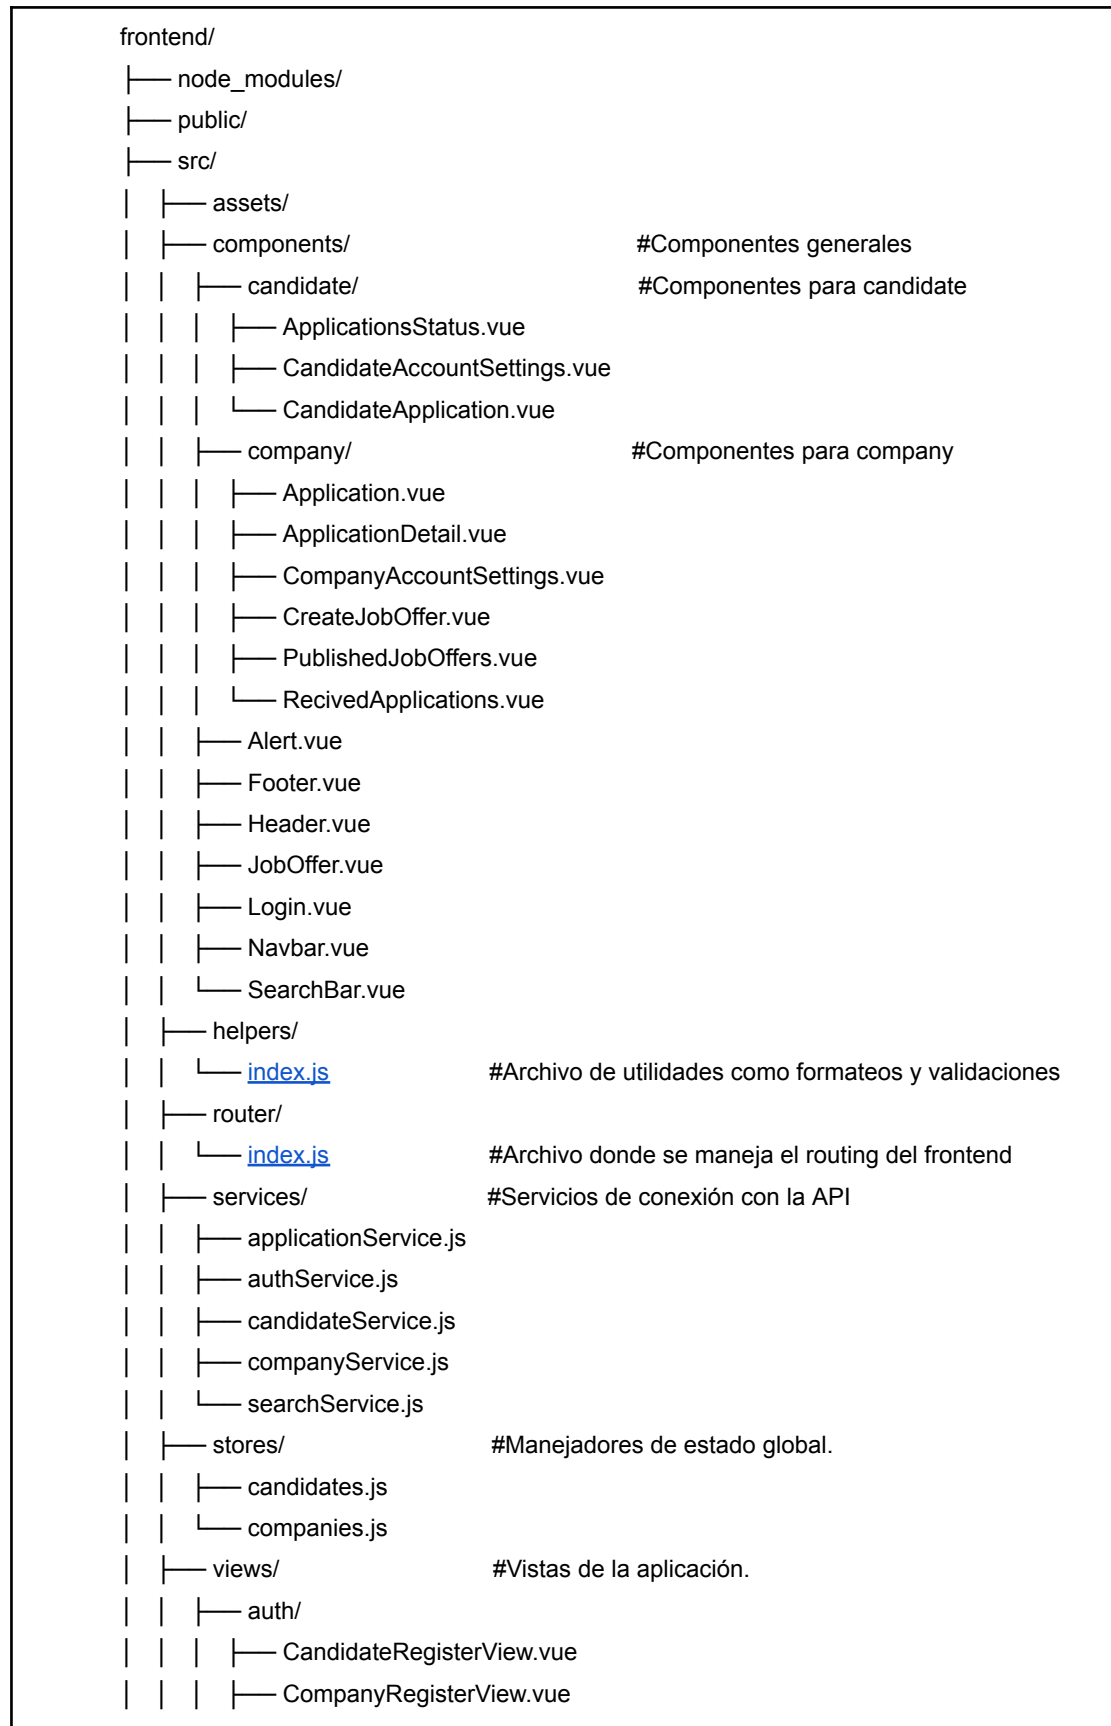 frontend/
├── node_modules/
├── public/
├── src/
│   ├── assets/
│   ├── components/ #Componentes generales
│   │   ├── candidate/ #Componentes para candidate
│   │   │   ├── ApplicationsStatus.vue
│   │   │   ├── CandidateAccountSettings.vue
│   │   │   └── CandidateApplication.vue
│   │   ├── company/ #Componentes para company
│   │   │   ├── Application.vue
│   │   │   ├── ApplicationDetail.vue
│   │   │   ├── CompanyAccountSettings.vue
│   │   │   ├── CreateJobOffer.vue
│   │   │   ├── PublishedJobOffers.vue
│   │   │   └── RecivedApplications.vue
│   │   ├── Alert.vue
│   │   ├── Footer.vue
│   │   ├── Header.vue
│   │   ├── JobOffer.vue
│   │   ├── Login.vue
│   │   ├── Navbar.vue
│   │   └── SearchBar.vue
│   ├── helpers/
│   │   └── index.js #Archivo de utilidades como formateos y validaciones
│   ├── router/
│   │   └── index.js #Archivo donde se maneja el routing del frontend
│   ├── services/ #Servicios de conexión con la API
│   │   ├── applicationService.js
│   │   ├── authService.js
│   │   ├── candidateService.js
│   │   ├── companyService.js
│   │   └── searchService.js
│   ├── stores/ #Manejadores de estado global.
│   │   ├── candidates.js
│   │   └── companies.js
│   ├── views/ #Vistas de la aplicación.
│   │   ├── auth/
│   │   │   ├── CandidateRegisterView.vue
│   │   │   ├── CompanyRegisterView.vue